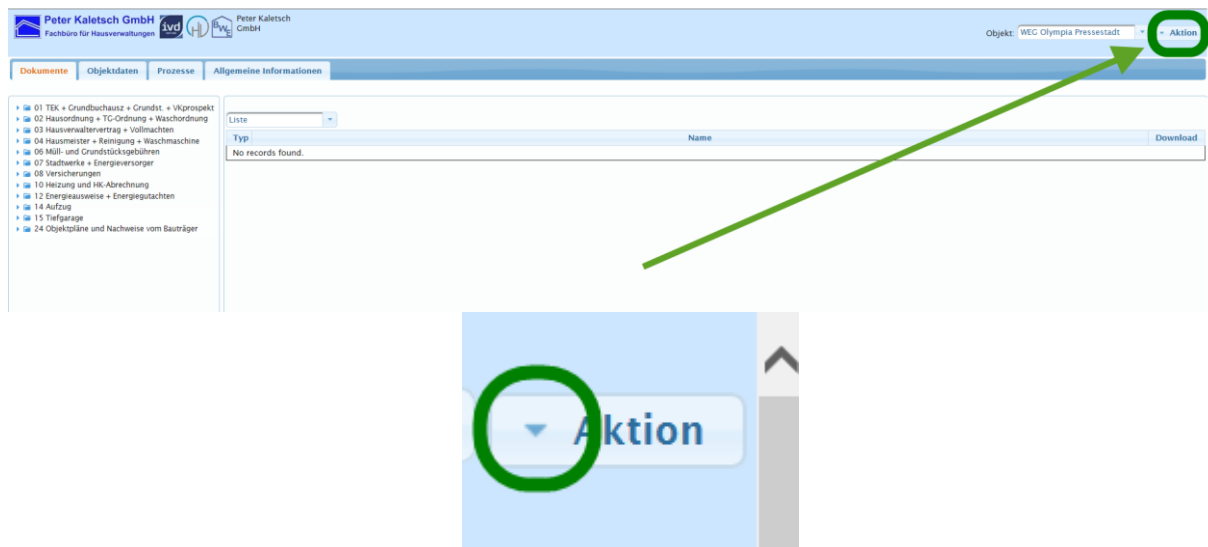 Peter Kaletsch GmbH
Fachbüro für Hausverwaltungen
ivd
BWE
Peter Kaletsch
GmbH
Objekt: WEG Olympia Pressestadt
Aktion
Dokumente Objektdaten Prozesse Allgemeine Informationen
01 TEK + Grundbuchausz + Grundst. + VKprospekt
02 Hausordnung + TG-Ordnung + Waschordnung
03 Hausverwaltervertrag + Vollmachten
04 Hausmeister + Reinigung + Waschmaschine
06 Müll- und Grundstücksgebühren
07 Stadtwerke + Energieversorger
08 Versicherungen
10 Heizung und HK-Abrechnung
12 Energieausweise + Energiegutachten
14 Aufzug
15 Tiefgarage
24 Objektpläne und Nachweise vom Bauträger
Liste
Typ Name Download
No records found.
Aktion